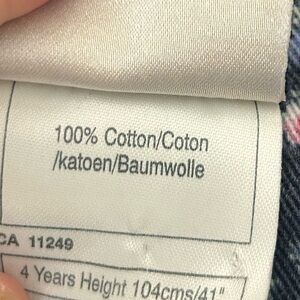 100% Cotton/Coton
/katoen/Baumwolle
CA 11249
4 Years Height 104cms/41"